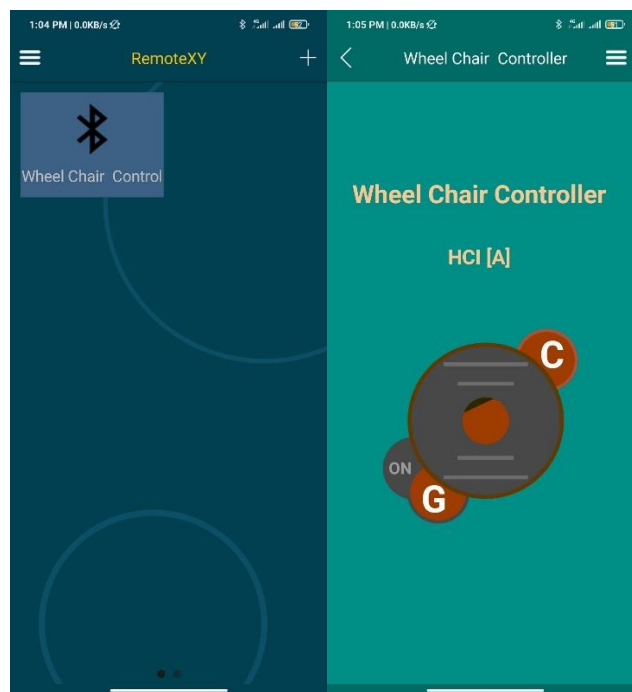 1:04 PM | 0.0KB/s
RemoteXY
Wheel Chair Control
1:05 PM | 0.0KB/s
Wheel Chair Controller
Wheel Chair Controller
HCI [A]
C
ON
G